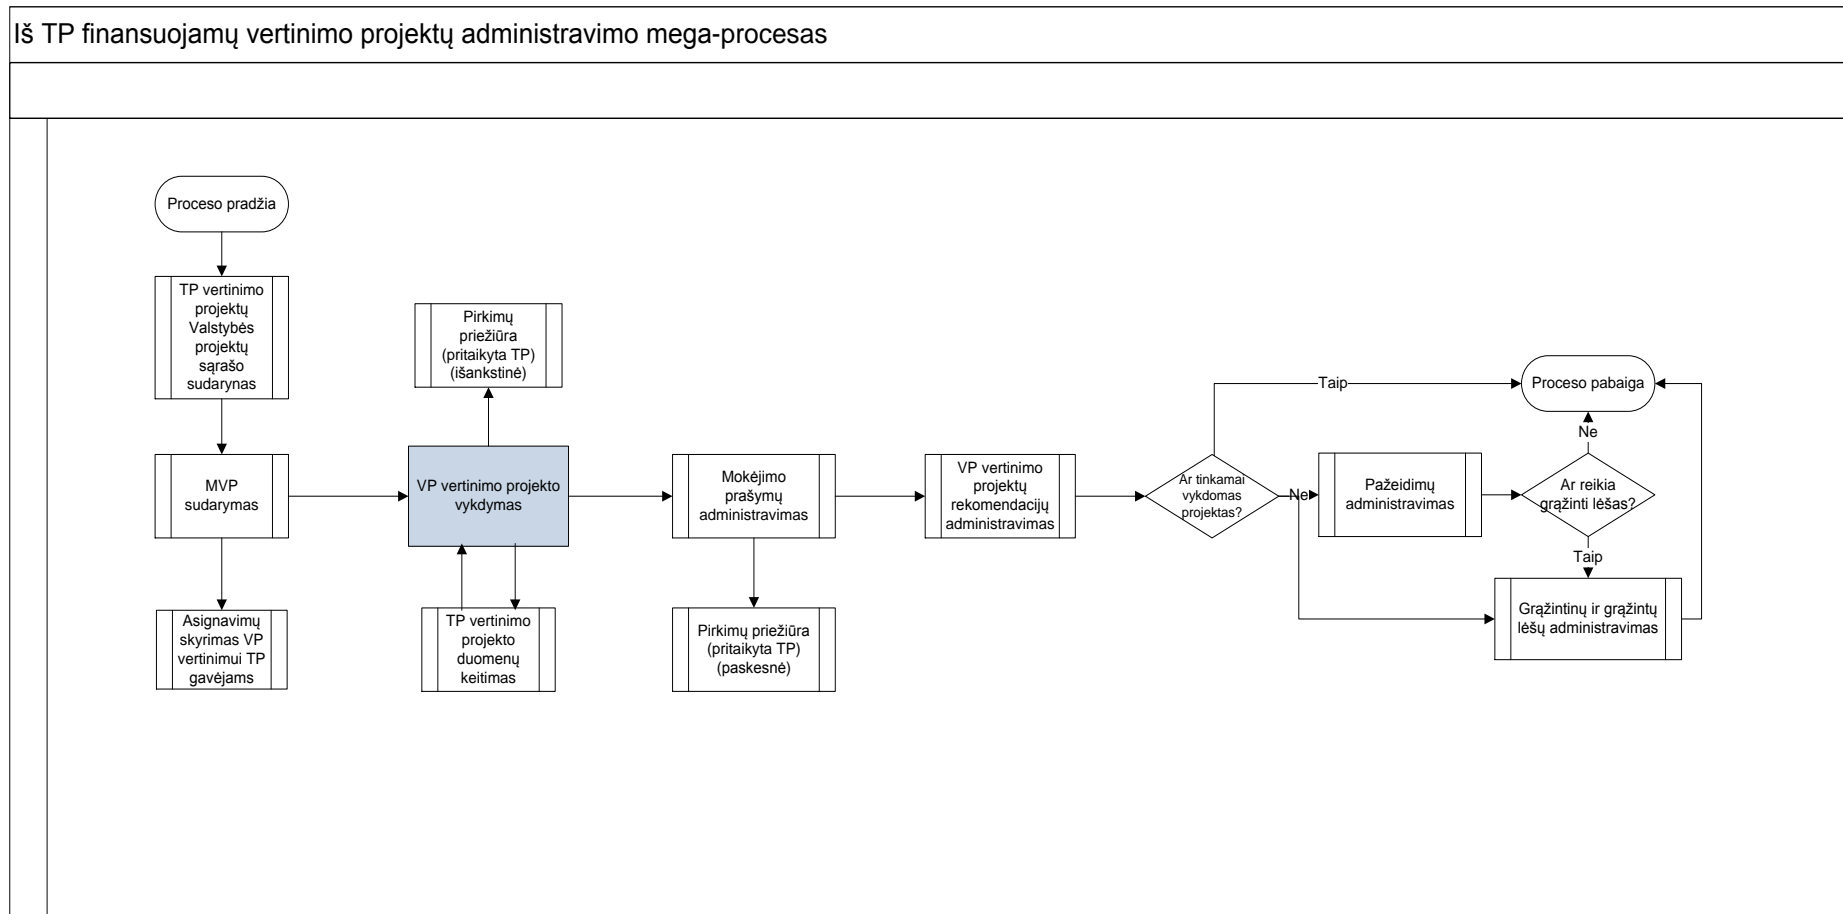 Iš TP finansuojamų vertinimo projektų administravimo mega-procesas
Proceso pradžia
TP vertinimo
projektų
Valstybės
projektų
sąrašo
sudarynas
MVP
sudarymas
Asignavimų
skyrimas VP
vertinimui TP
gavėjams
Pirkimų
priežiūra
(pritaikyta TP)
(išankstinė)
VP vertinimo projekto
vykdymas
TP vertinimo
projekto
duomenų
keitimas
Mokėjimo
prašymų
administravimas
Pirkimų priežiūra
(pritaikyta TP)
(paskesnė)
VP vertinimo
projektų
rekomendacijų
administravimas
Ar tinkamai
vykdomas
projektas?
Taip
Ne
Pažeidimų
administravimas
Ar reikia
grąžinti lėšas?
Ne
Taip
Proceso pabaiga
Grąžintinų ir grąžintų
lėšų administravimas